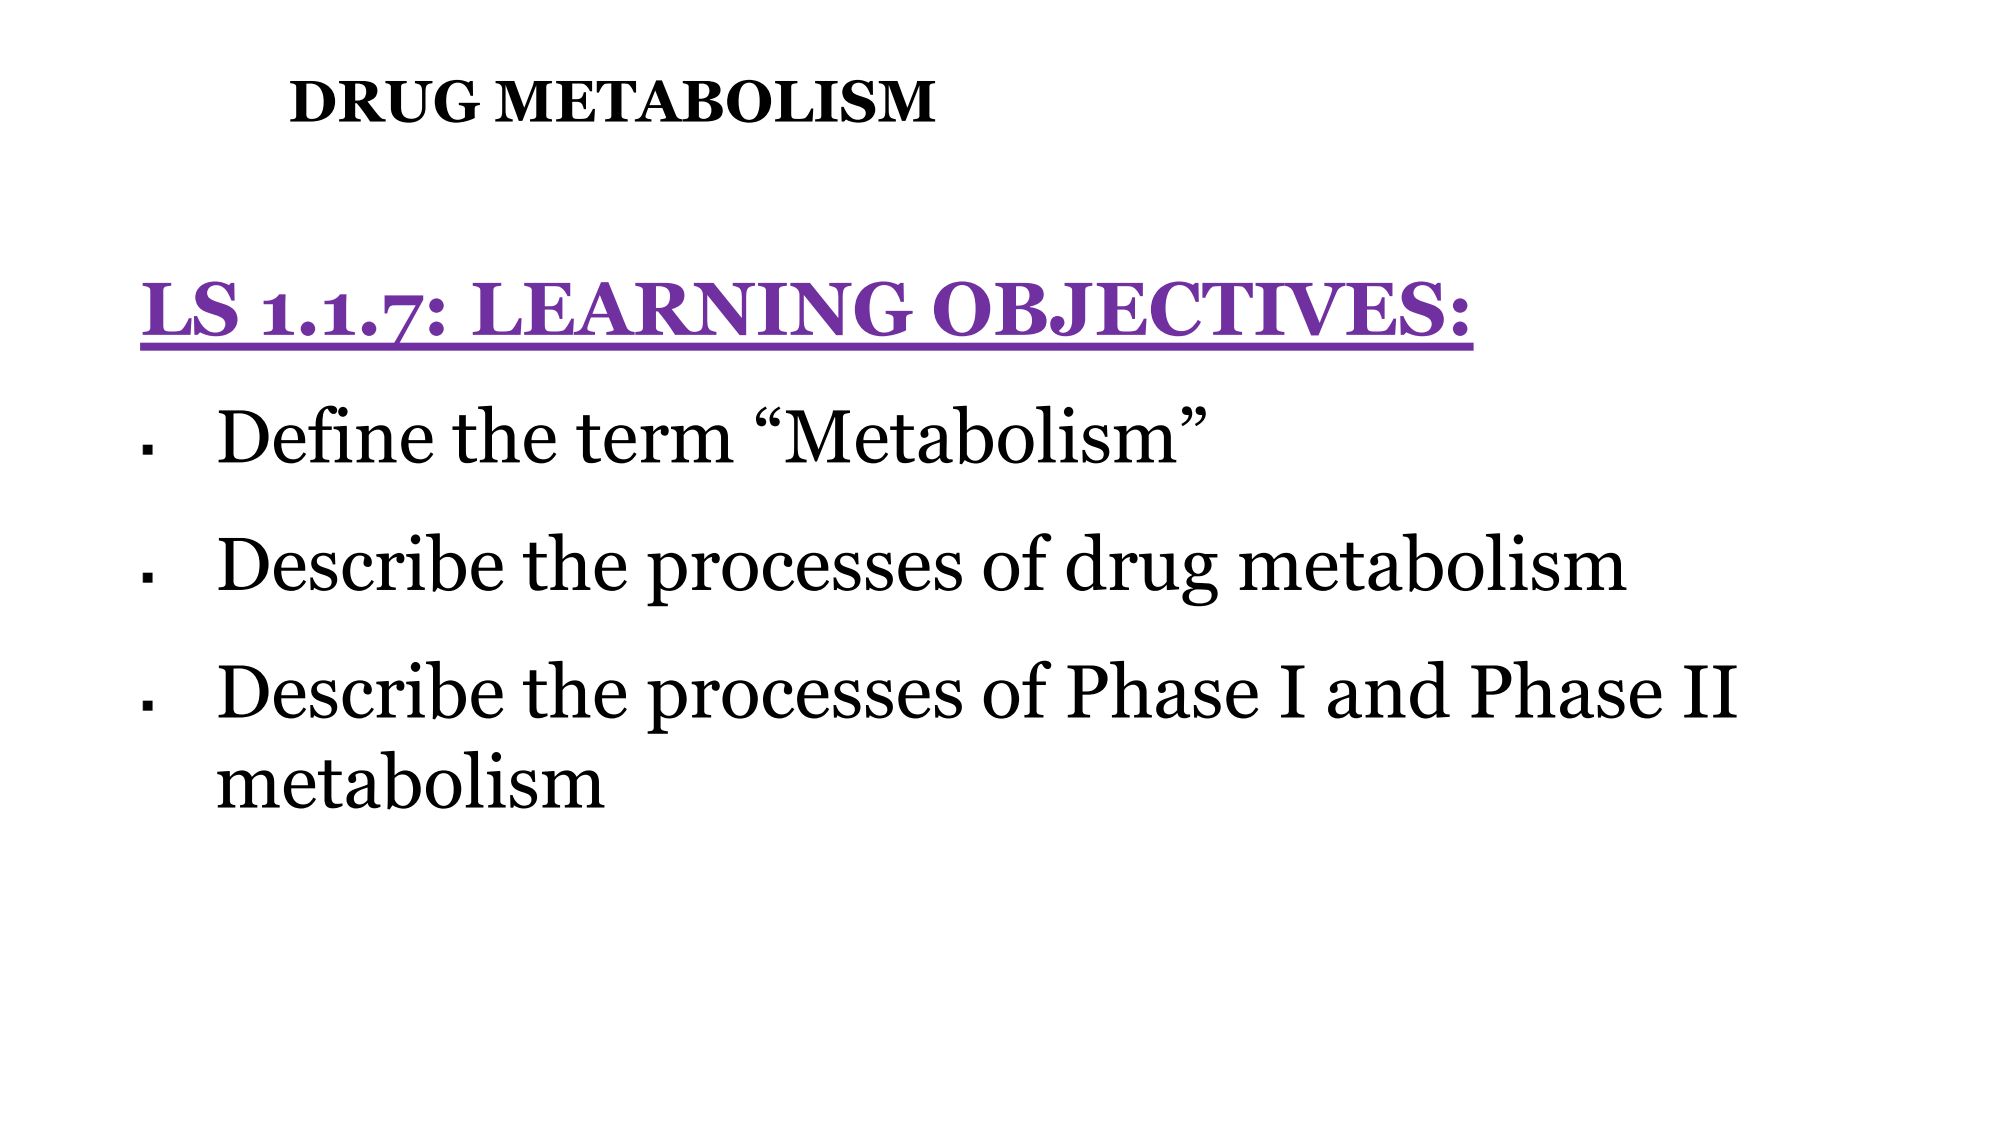 DRUG METABOLISM
LS 1.1.7: LEARNING OBJECTIVES:
▪ Define the term “Metabolism”
▪ Describe the processes of drug metabolism
▪ Describe the processes of Phase I and Phase II
metabolism